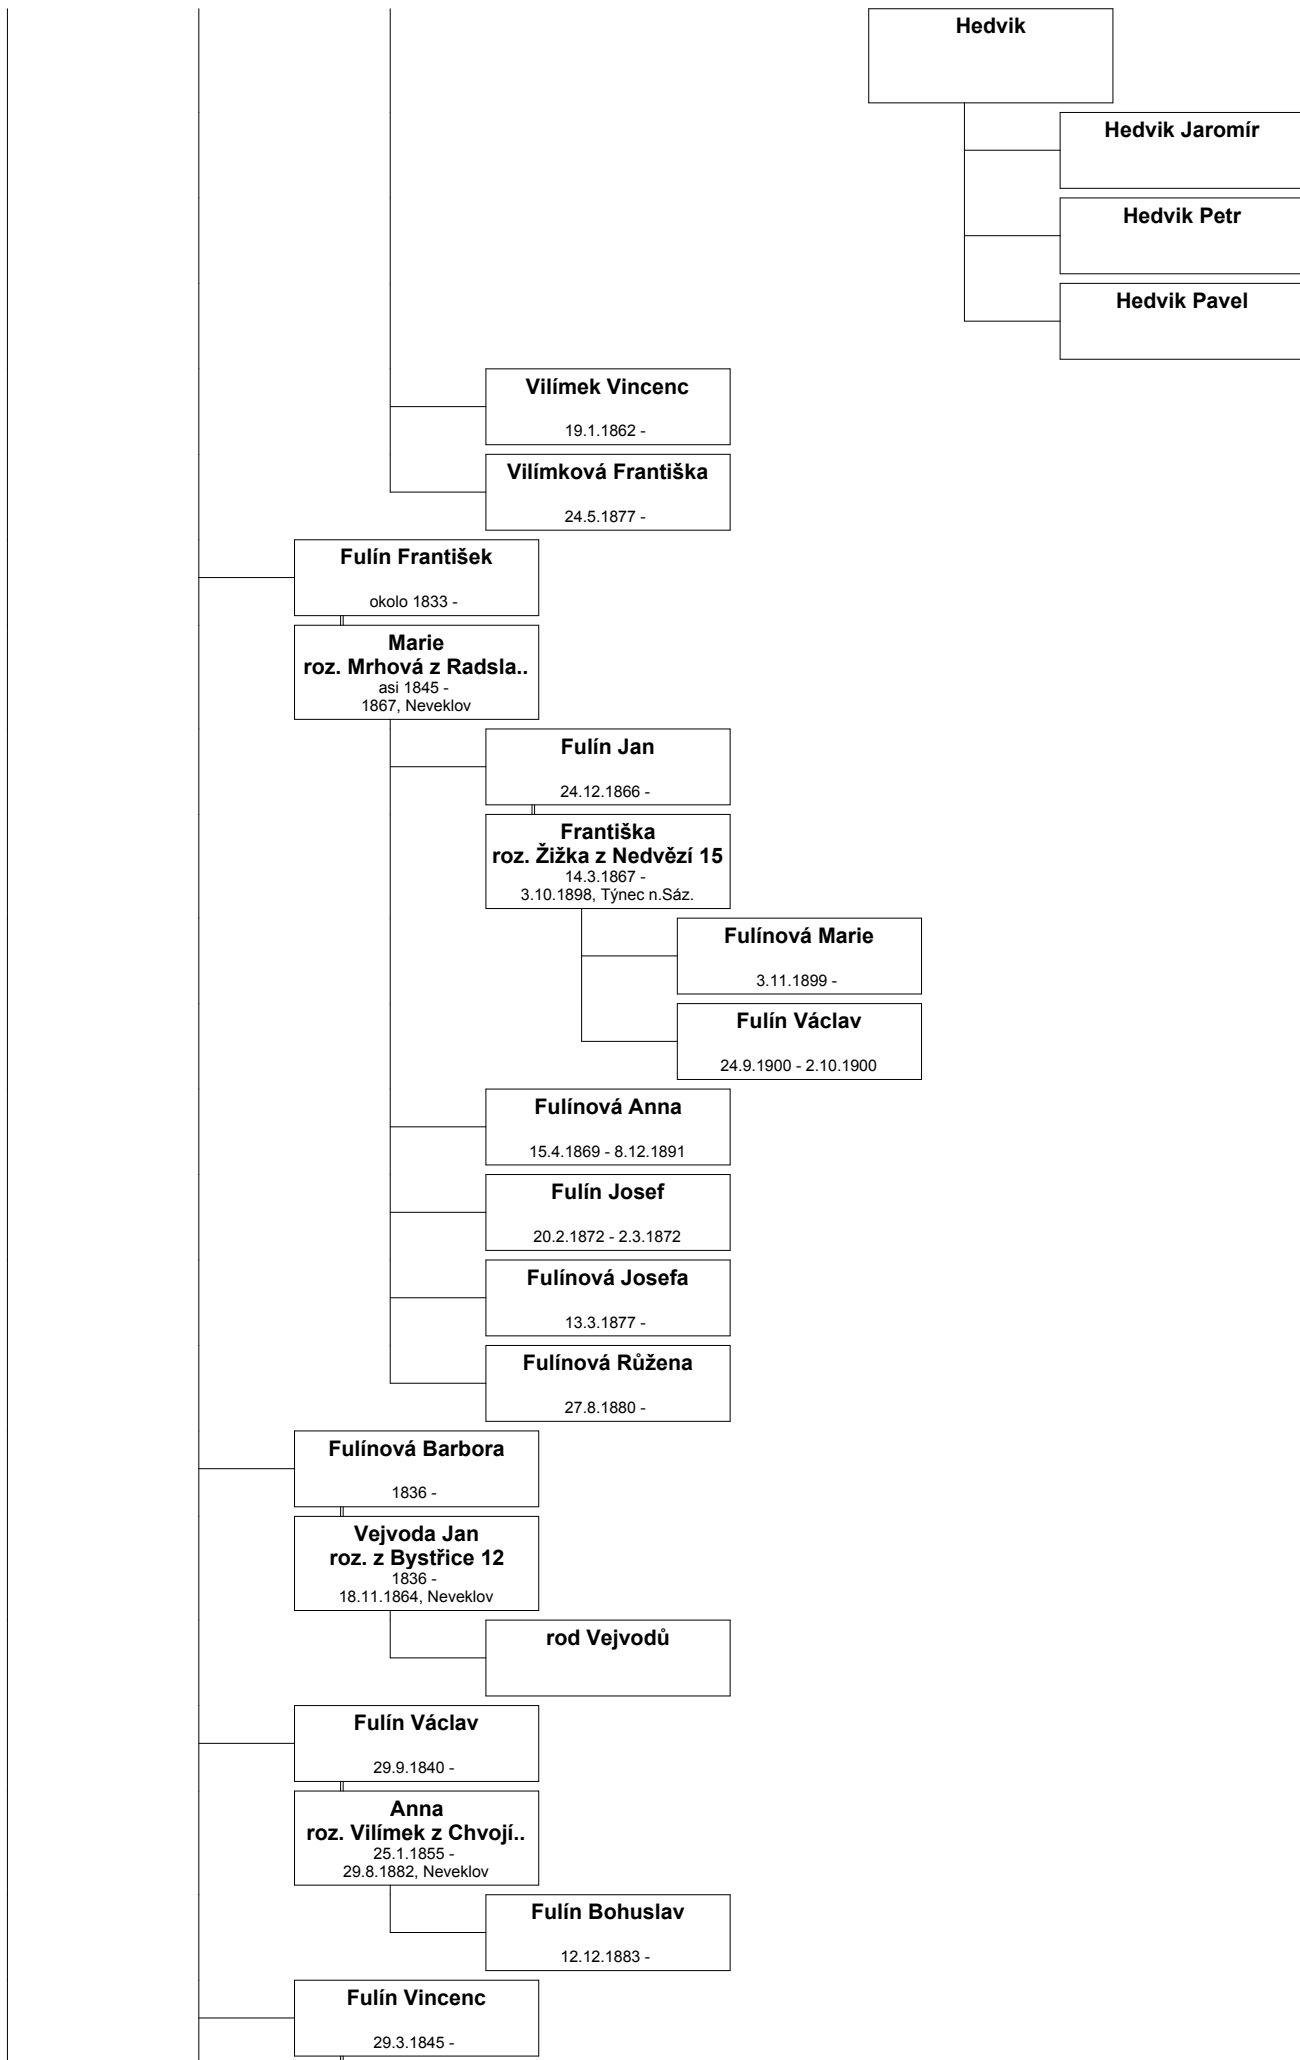 Hedvik
Hedvik Jaromír
Hedvik Petr
Hedvik Pavel
Vilímek Vincenc
19.1.1862 -
Vilímková Františka
24.5.1877 -
Fulín František
okolo 1833 -
Marie
roz. Mrhová z Radsla..
asi 1845 -
1867, Neveklov
Fulín Jan
24.12.1866 -
Františka
roz. Žižka z Nedvězí 15
14.3.1867 -
3.10.1898, Týnec n.Sáz.
Fulínová Marie
3.11.1899 -
Fulín Václav
24.9.1900 - 2.10.1900
Fulínová Anna
15.4.1869 - 8.12.1891
Fulín Josef
20.2.1872 - 2.3.1872
Fulínová Josefa
13.3.1877 -
Fulínová Růžena
27.8.1880 -
Fulínová Barbora
1836 -
Vejvoda Jan
roz. z Bystřice 12
1836 -
18.11.1864, Neveklov
rod Vejvodů
Fulín Václav
29.9.1840 -
Anna
roz. Vilímek z Chvojí..
25.1.1855 -
29.8.1882, Neveklov
Fulín Bohuslav
12.12.1883 -
Fulín Vincenc
29.3.1845 -